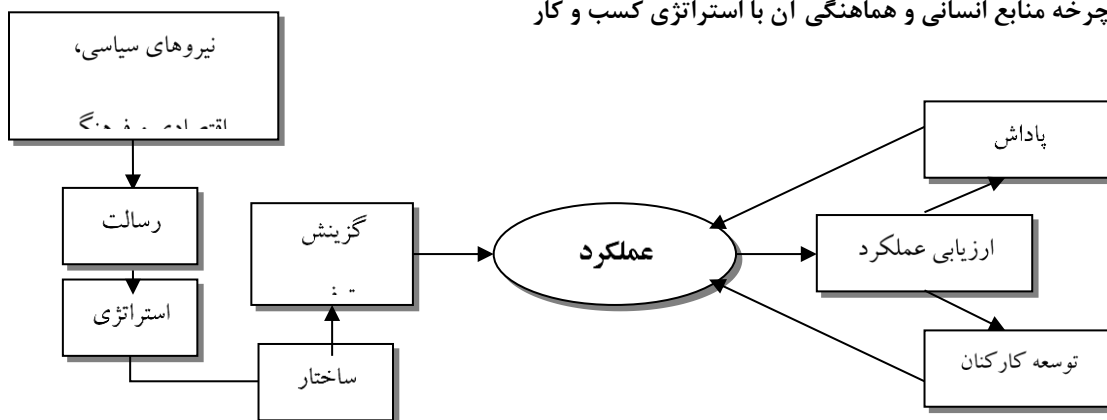 چرخه منابع انسانی و هماهنگی آن با استراتژی کسب و کار
نیروهای سیاسی،
رسالت
استراتژی
ساختار
گزینش
عملکرد
ارزیابی عملکرد
پاداش
توسعه کارکنان